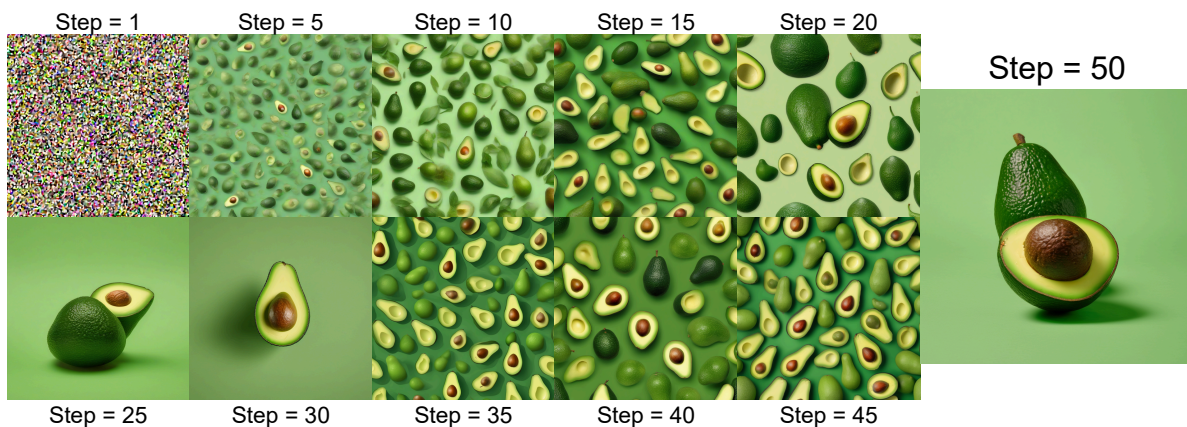 Step = 1
Step = 5
Step = 10
Step = 15
Step = 20
Step = 50
Step = 25
Step = 30
Step = 35
Step = 40
Step = 45